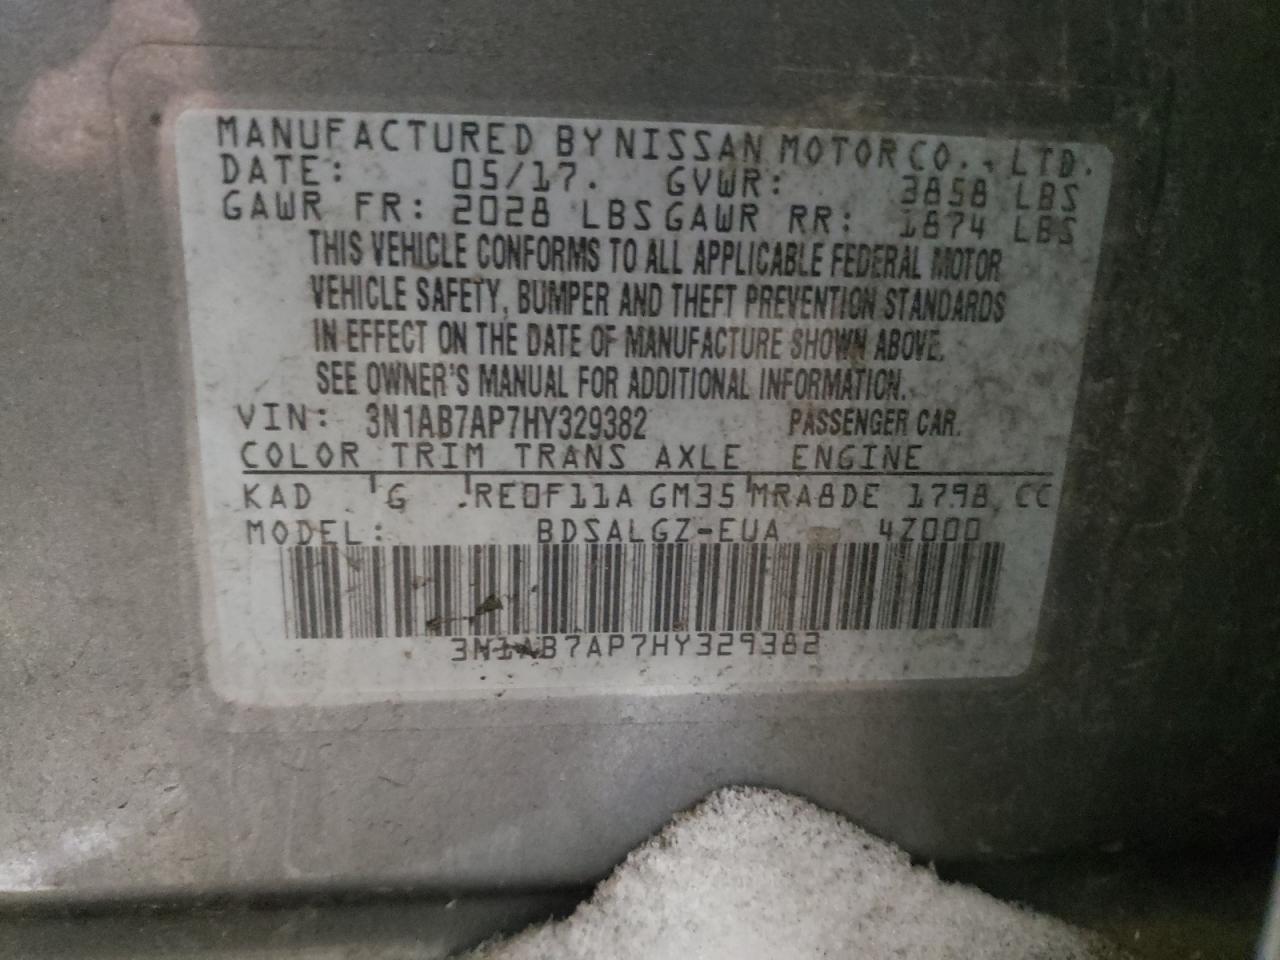 MANUFACTURED BY NISSAN MOTOR CO., LTD.
DATE: 05/17. GVWR: 3858 LBS
GAWR FR: 2028 LBS GAWR RR: 1874 LBS
THIS VEHICLE CONFORMS TO ALL APPLICABLE FEDERAL MOTOR
VEHICLE SAFETY, BUMPER AND THEFT PREVENTION STANDARDS
IN EFFECT ON THE DATE OF MANUFACTURE SHOWN ABOVE.
SEE OWNER'S MANUAL FOR ADDITIONAL INFORMATION.
VIN: 3N1AB7AP7HY329382 PASSENGER CAR.
COLOR TRIM TRANS AXLE ENGINE
KAD G RE0F11A GM35 MRA8DE 1798 CC
MODEL: BDSALGZ-EUA 4Z000
3N1AB7AP7HY329382